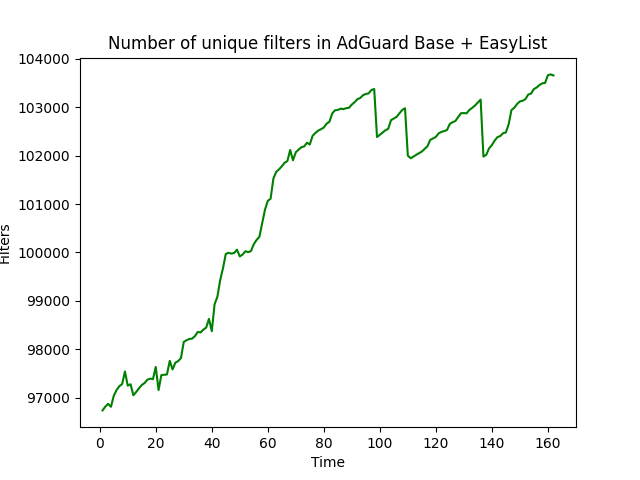 Number of unique filters in AdGuard Base + EasyList
104000
103000
102000
101000
100000
99000
98000
97000
Filters
0 20 40 60 80 100 120 140 160
Time